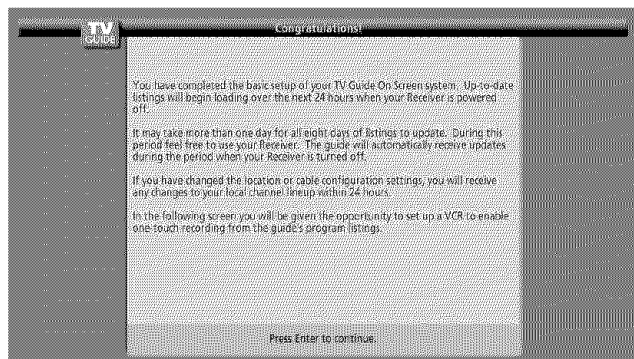 TV
GUIDE
Congratulations!
You have completed the basic setup of your TV Guide On Screen system. Up-to-date
listings will begin loading over the next 24 hours when your Receiver is powered
off.
It may take more than one day for all eight days of listings to update. During this
period feel free to use your Receiver. The guide will automatically receive updates
during the period when your Receiver is turned off.
If you have changed the location or cable configuration settings, you will receive
any changes to your local channel lineup within 24 hours.
In the following screen you will be given the opportunity to set up a VCR to enable
one-touch recording from the guide's program listings.
Press Enter to continue.